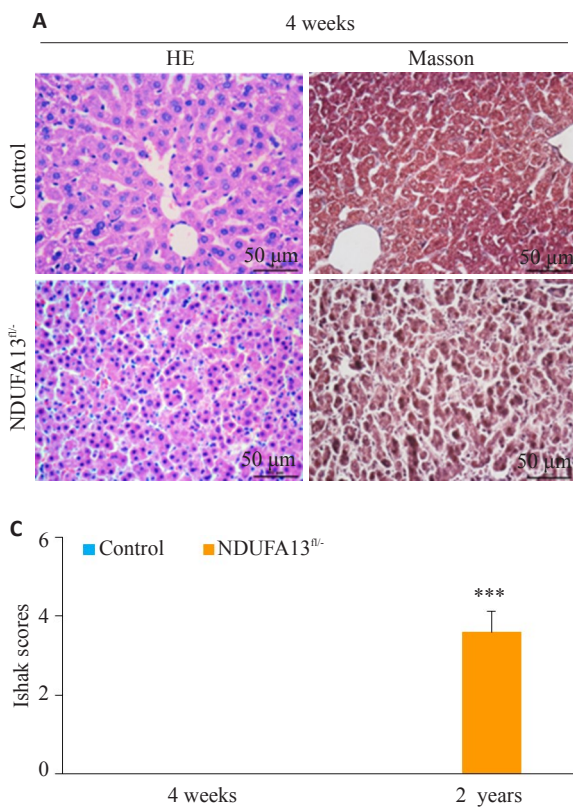 A
4 weeks
HE Masson
Control
50 μm
50 μm
NDUFA13fl/-
50 μm
50 μm
C
Control NDUFA13fl/-
Ishak scores
6
4
2
0
***
4 weeks 2 years